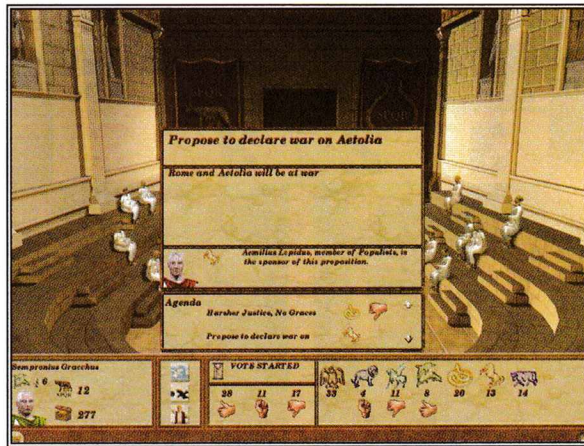 SPQR
Propose to declare war on Aetolia
Rome and Aetolia will be at war
Aemilius Lepidus, member of Populists, is
the sponsor of this proposition.
Agenda
Harsher Justice, No Graces
Propose to declare war on
Sempronius Gracchus
6
12
277
VOTE STARTED
28 11 17
33 4 11 8 20 13 14